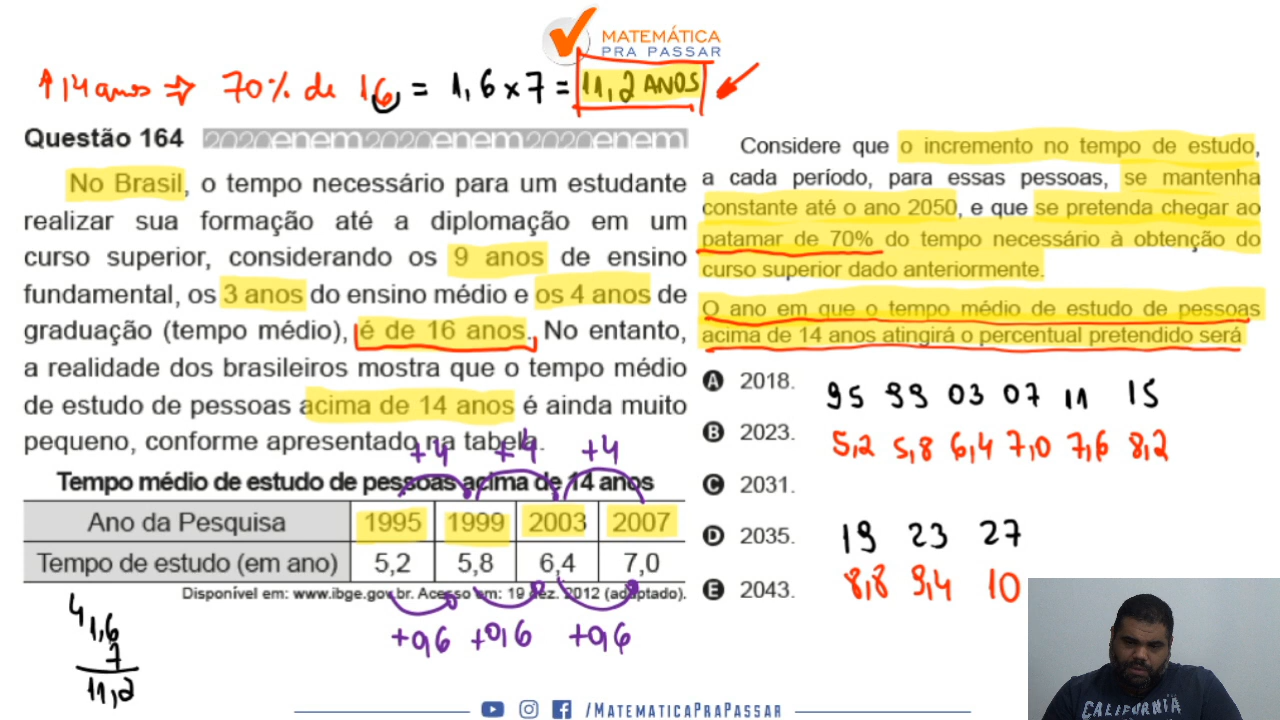 MATEMÁTICA
PRA PASSAR
↑14 anos ⇒ 70% de 16 = 1,6 x 7 = 11,2 ANOS
Questão 164 2020enem2020enem2020enem
No Brasil, o tempo necessário para um estudante
realizar sua formação até a diplomação em um
curso superior, considerando os 9 anos de ensino
fundamental, os 3 anos do ensino médio e os 4 anos de
graduação (tempo médio), é de 16 anos. No entanto,
a realidade dos brasileiros mostra que o tempo médio
de estudo de pessoas acima de 14 anos é ainda muito
pequeno, conforme apresentado na tabela.
+4 +4 +4
Tempo médio de estudo de pessoas acima de 14 anos
Ano da Pesquisa 1995 1999 2003 2007
Tempo de estudo (em ano) 5,2 5,8 6,4 7,0
Disponível em: www.ibge.gov.br. Acesso em: 19 dez. 2012 (adaptado).
+0,6 +0,6 +0,6
4
1,6
7
11,2
Considere que o incremento no tempo de estudo,
a cada período, para essas pessoas, se mantenha
constante até o ano 2050, e que se pretenda chegar ao
patamar de 70% do tempo necessário à obtenção do
curso superior dado anteriormente.
O ano em que o tempo médio de estudo de pessoas
acima de 14 anos atingirá o percentual pretendido será
A 2018.
B 2023.
C 2031.
D 2035.
E 2043.
95 99 03 07 11 15
5,2 5,8 6,4 7,0 7,6 8,2
19 23 27
8,8 9,4 10
CALIFORNIA
/MATEMATICAPRAPASSAR